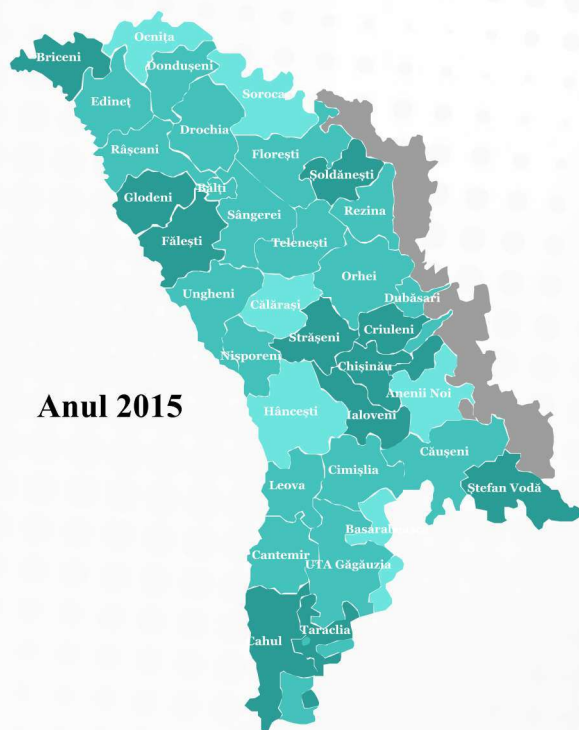 Ocnița
Briceni
Dondușeni
Edineț
Soroca
Drochia
Râșcani
Florești
Șoldănești
Bălți
Glodeni
Rezina
Sângerei
Fălești
Telenești
Orhei
Ungheni
Dubăsari
Călărași
Criuleni
Strășeni
Nișporeni
Chișinău
Anenii Noi
Anul 2015
Hâncești
Ialoveni
Căușeni
Cimișlia
Leova
Ștefan Vodă
Cantemir
UTA Găgăuzia
Taraclia
Cahul